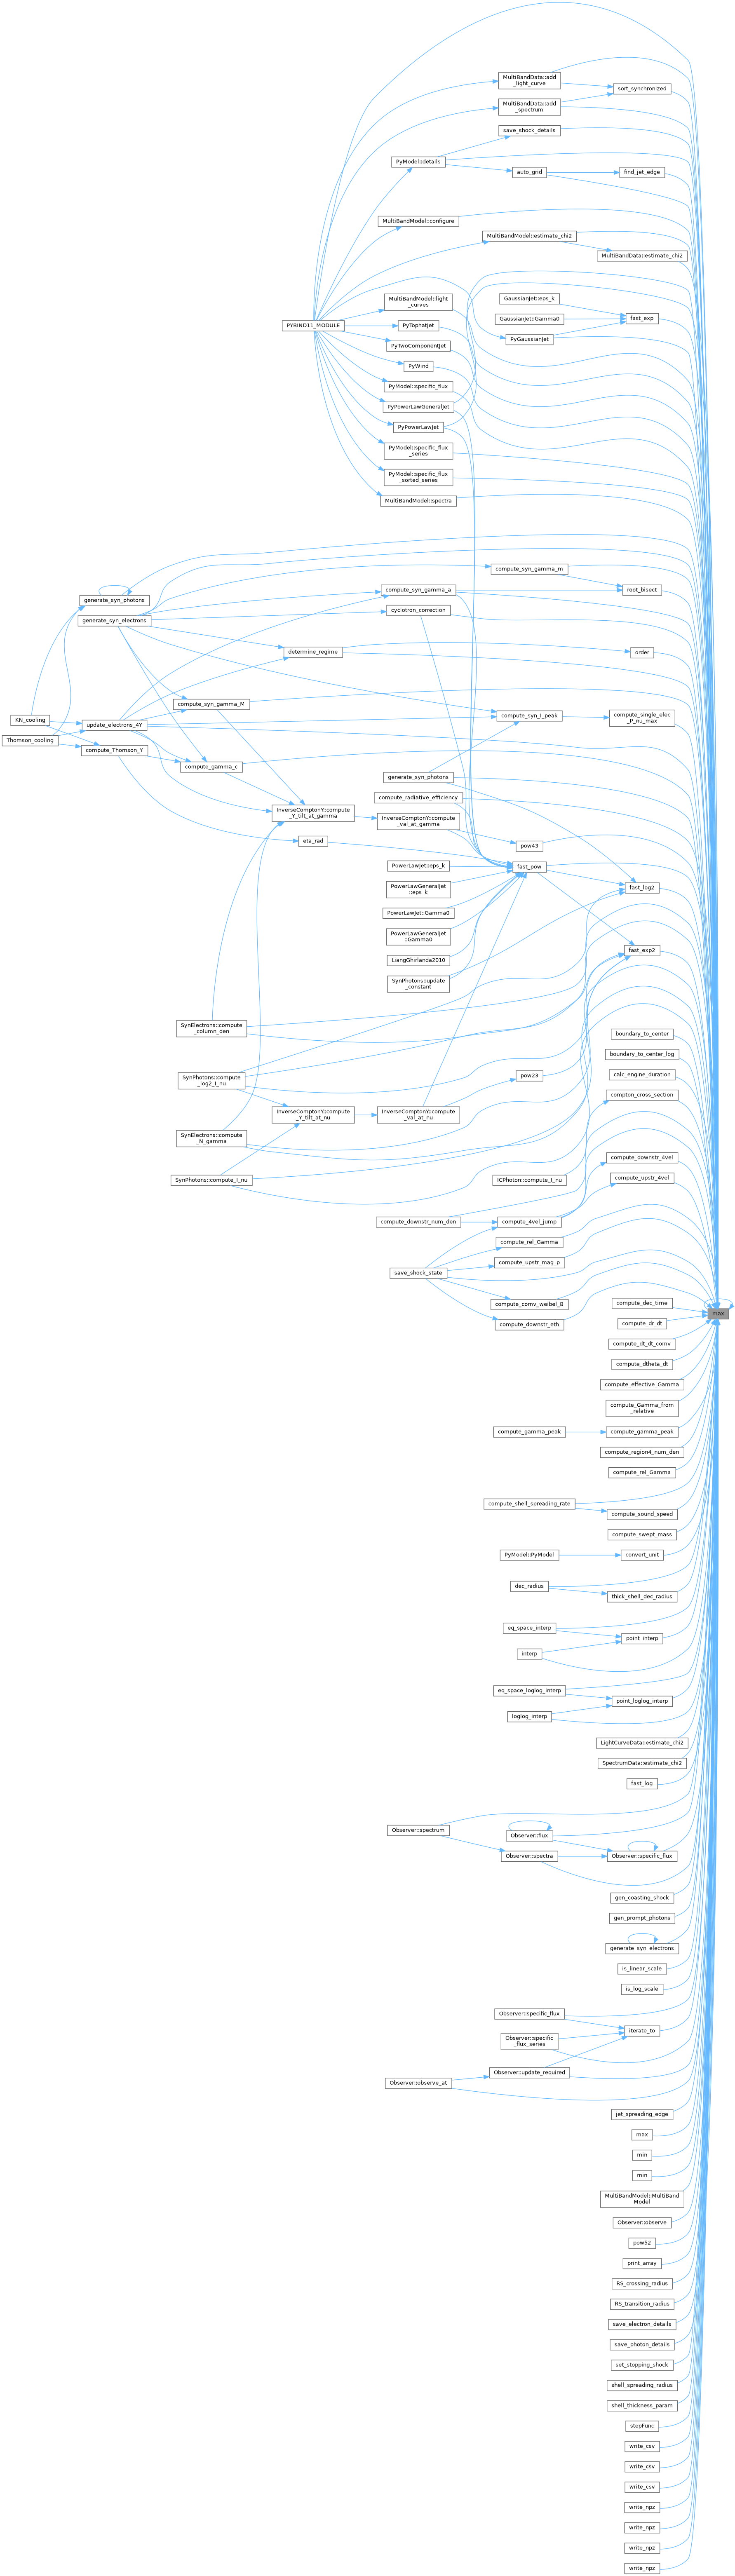 MultiBandData::add
_light_curve
sort_synchronized
MultiBandData::add
_spectrum
save_shock_details
PyModel::details
auto_grid
find_jet_edge
MultiBandModel::configure
MultiBandModel::estimate_chi2
MultiBandData::estimate_chi2
MultiBandModel::light
_curves
GaussianJet::eps_k
GaussianJet::Gamma0
fast_exp
PYBIND11_MODULE
PyTophatJet
PyGaussianJet
PyTwoComponentJet
PyWind
PyModel::specific_flux
PyPowerLawGeneralJet
PyPowerLawJet
PyModel::specific_flux
_series
PyModel::specific_flux
_sorted_series
MultiBandModel::spectra
compute_syn_gamma_m
generate_syn_photons
compute_syn_gamma_a
root_bisect
cyclotron_correction
generate_syn_electrons
determine_regime
order
compute_syn_gamma_M
KN_cooling
update_electrons_4Y
compute_syn_I_peak
compute_single_elec
_P_nu_max
Thomson_cooling
compute_Thomson_Y
compute_gamma_c
generate_syn_photons
compute_radiative_efficiency
InverseComptonY::compute
_Y_tilt_at_gamma
InverseComptonY::compute
_val_at_gamma
eta_rad
pow43
PowerLawJet::eps_k
fast_pow
PowerLawGeneralJet
::eps_k
fast_log2
PowerLawJet::Gamma0
PowerLawGeneralJet
::Gamma0
fast_exp2
LiangGhirlanda2010
SynPhotons::update
_constant
SynElectrons::compute
_column_den
boundary_to_center
boundary_to_center_log
SynPhotons::compute
_log2_I_nu
pow23
calc_engine_duration
compton_cross_section
InverseComptonY::compute
_Y_tilt_at_nu
InverseComptonY::compute
_val_at_nu
SynElectrons::compute
_N_gamma
compute_downstr_4vel
SynPhotons::compute_I_nu
ICPhoton::compute_I_nu
compute_upstr_4vel
compute_downstr_num_den
compute_4vel_jump
compute_rel_Gamma
compute_upstr_mag_p
save_shock_state
compute_comv_weibel_B
compute_dec_time
max
compute_downstr_eth
compute_dr_dt
compute_dt_dt_comv
compute_dtheta_dt
compute_effective_Gamma
compute_Gamma_from
_relative
compute_gamma_peak
compute_gamma_peak
compute_region4_num_den
compute_rel_Gamma
compute_shell_spreading_rate
compute_sound_speed
compute_swept_mass
PyModel::PyModel
convert_unit
dec_radius
thick_shell_dec_radius
eq_space_interp
point_interp
interp
eq_space_loglog_interp
point_loglog_interp
loglog_interp
LightCurveData::estimate_chi2
SpectrumData::estimate_chi2
fast_log
Observer::spectrum
Observer::flux
Observer::spectra
Observer::specific_flux
gen_coasting_shock
gen_prompt_photons
generate_syn_electrons
is_linear_scale
is_log_scale
Observer::specific_flux
iterate_to
Observer::specific
_flux_series
Observer::update_required
Observer::observe_at
jet_spreading_edge
max
min
min
MultiBandModel::MultiBand
Model
Observer::observe
pow52
print_array
RS_crossing_radius
RS_transition_radius
save_electron_details
save_photon_details
set_stopping_shock
shell_spreading_radius
shell_thickness_param
stepFunc
write_csv
write_csv
write_csv
write_npz
write_npz
write_npz
write_npz